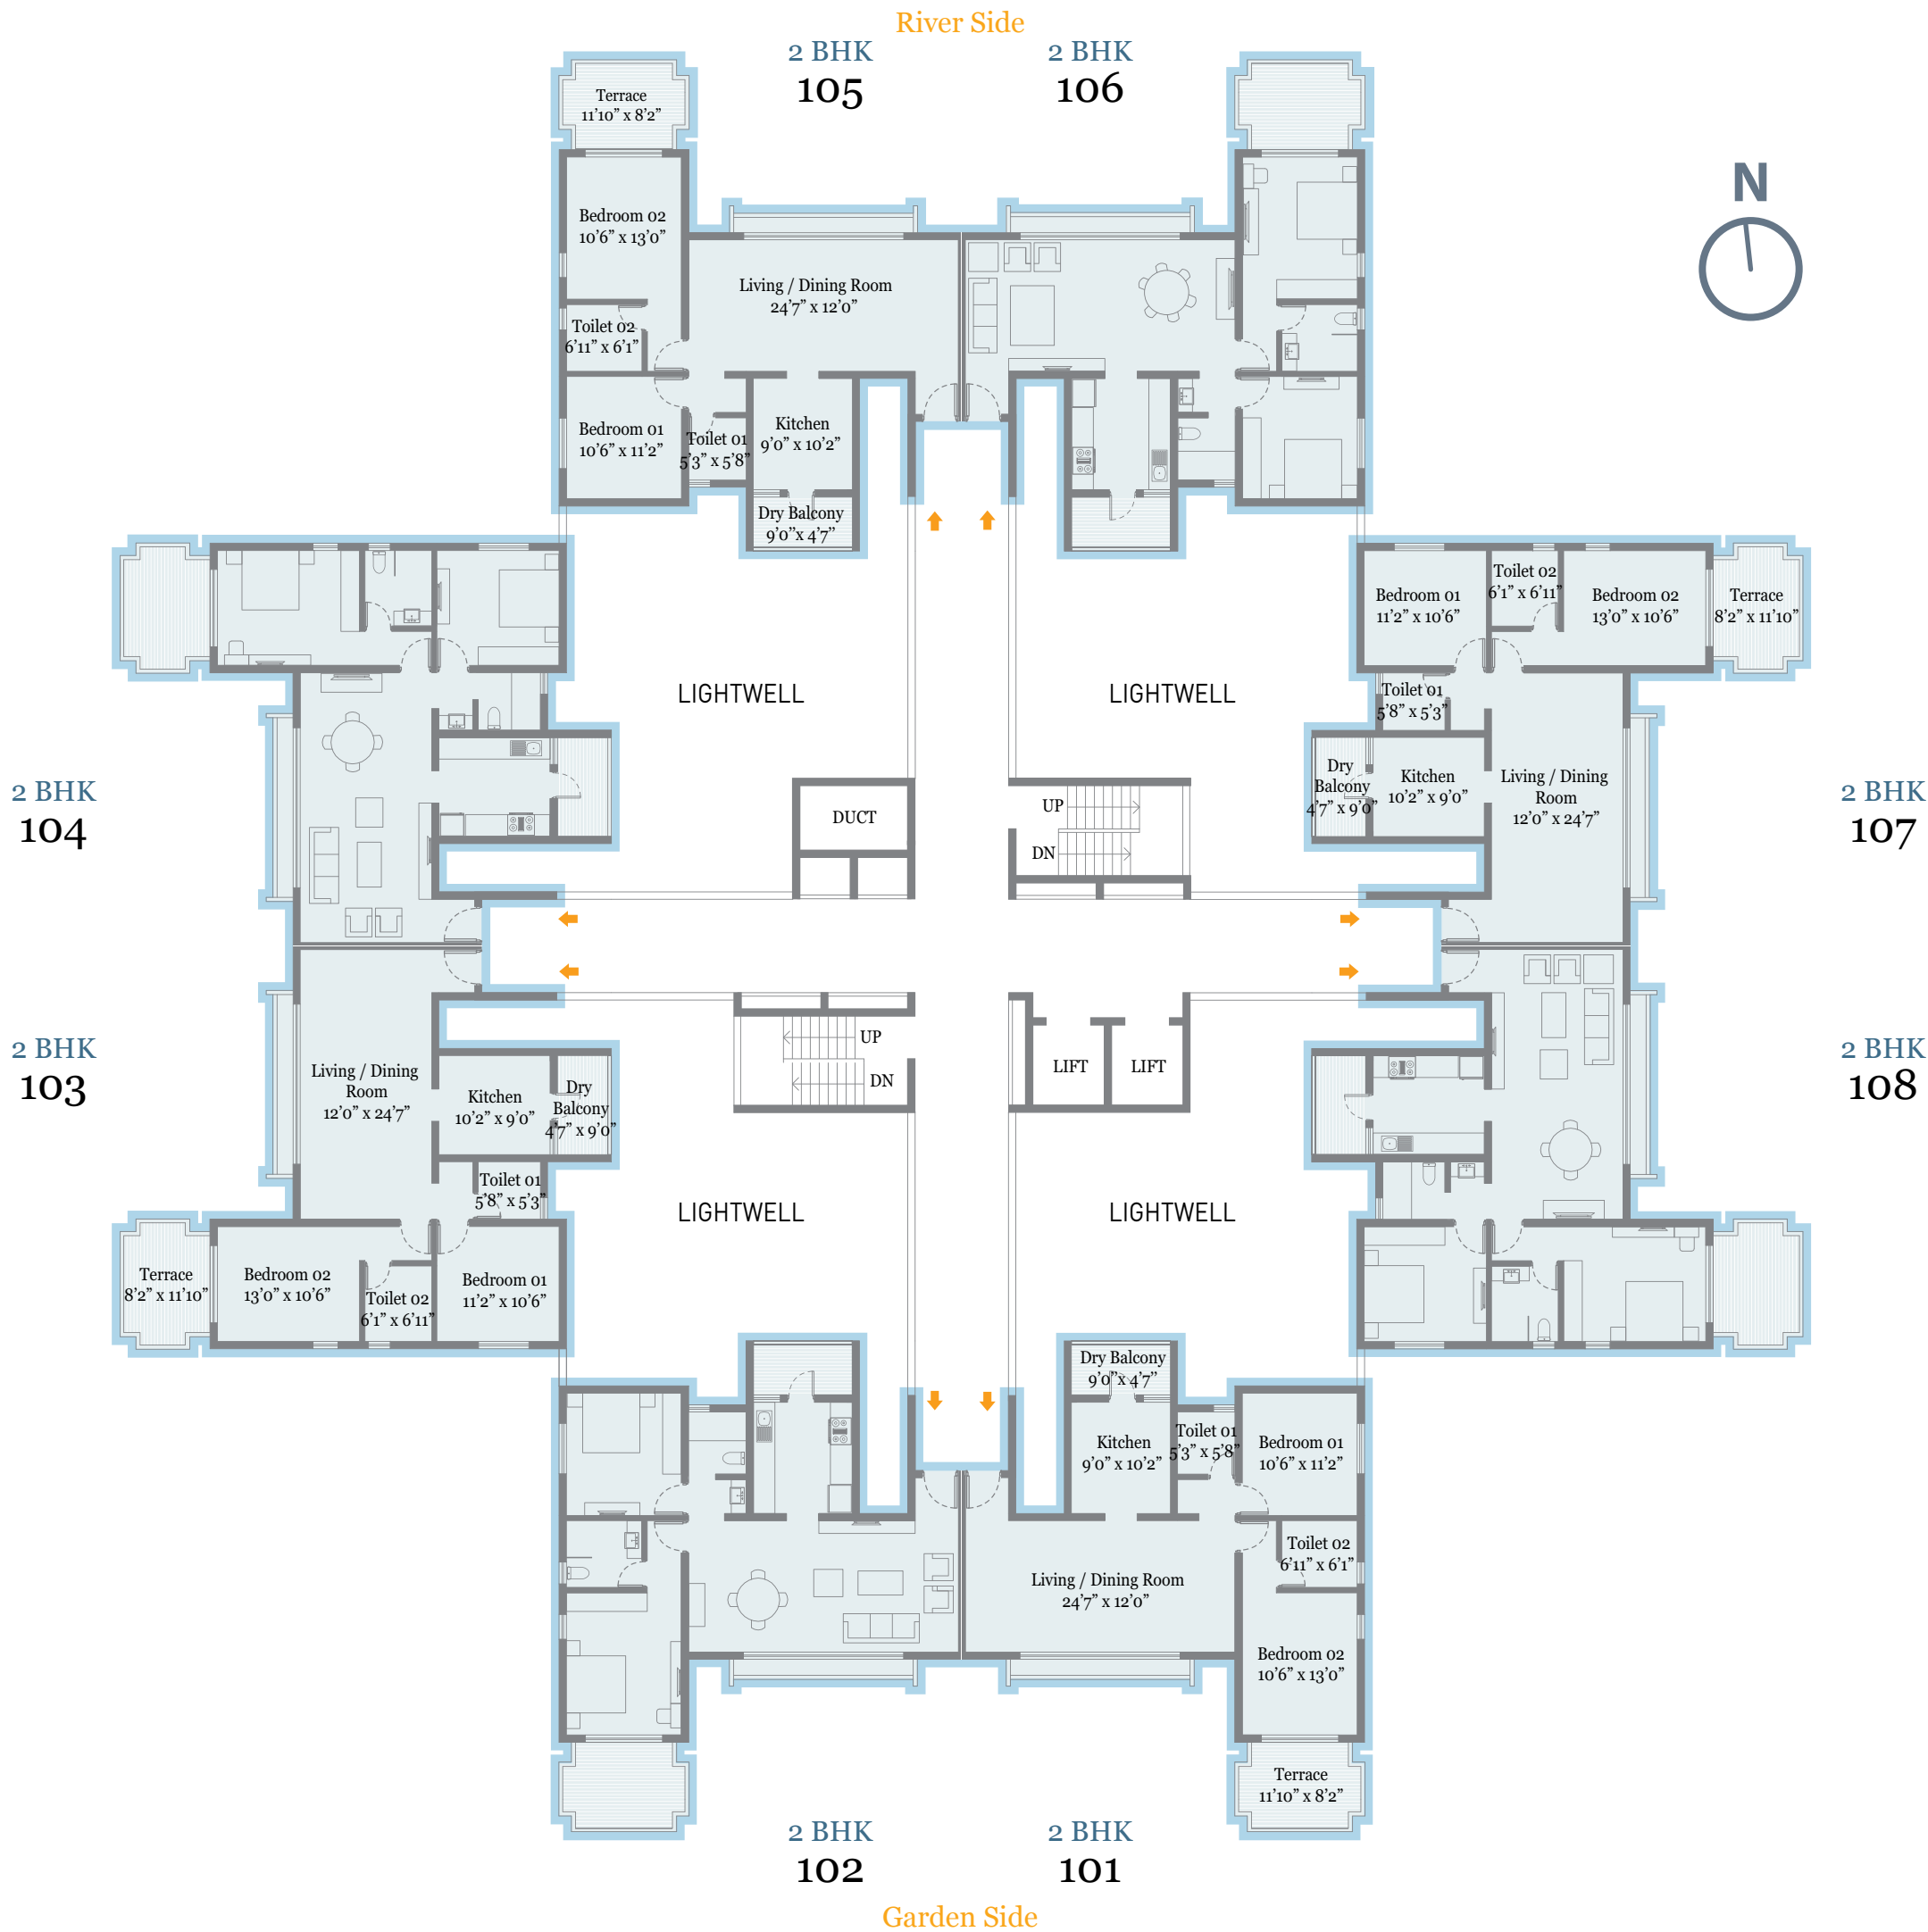 River Side
2 BHK
105
2 BHK
106
N
Terrace
11’10” x 8’2”
Bedroom 02
10’6” x 13’0”
Living / Dining Room
24’7” x 12’0”
Toilet 02
6’11” x 6’1”
Bedroom 01
10’6” x 11’2”
Toilet 01
5’3” x 5’8”
Kitchen
9’0” x 10’2”
Dry Balcony
9’0”x 4’7”
Bedroom 01
11’2” x 10’6”
Toilet 02
6’1” x 6’11”
Bedroom 02
13’0” x 10’6”
Terrace
8’2” x 11’10”
Toilet 01
5’8” x 5’3”
Dry
Balcony
4’7” x 9’0”
Kitchen
10’2” x 9’0”
Living / Dining
Room
12’0” x 24’7”
LIGHTWELL
LIGHTWELL
2 BHK
104
DUCT
UP
DN
2 BHK
107
2 BHK
103
Living / Dining
Room
12’0” x 24’7”
Kitchen
10’2” x 9’0”
Dry
Balcony
4’7” x 9’0”
UP
DN
LIFT
LIFT
2 BHK
108
Toilet 01
5’8” x 5’3”
LIGHTWELL
LIGHTWELL
Terrace
8’2” x 11’10”
Bedroom 02
13’0” x 10’6”
Toilet 02
6’1” x 6’11”
Bedroom 01
11’2” x 10’6”
Dry Balcony
9’0”x 4’7”
Kitchen
9’0” x 10’2”
Toilet 01
5’3” x 5’8”
Bedroom 01
10’6” x 11’2”
Toilet 02
6’11” x 6’1”
Living / Dining Room
24’7” x 12’0”
Bedroom 02
10’6” x 13’0”
Terrace
11’10” x 8’2”
2 BHK
102
2 BHK
101
Garden Side